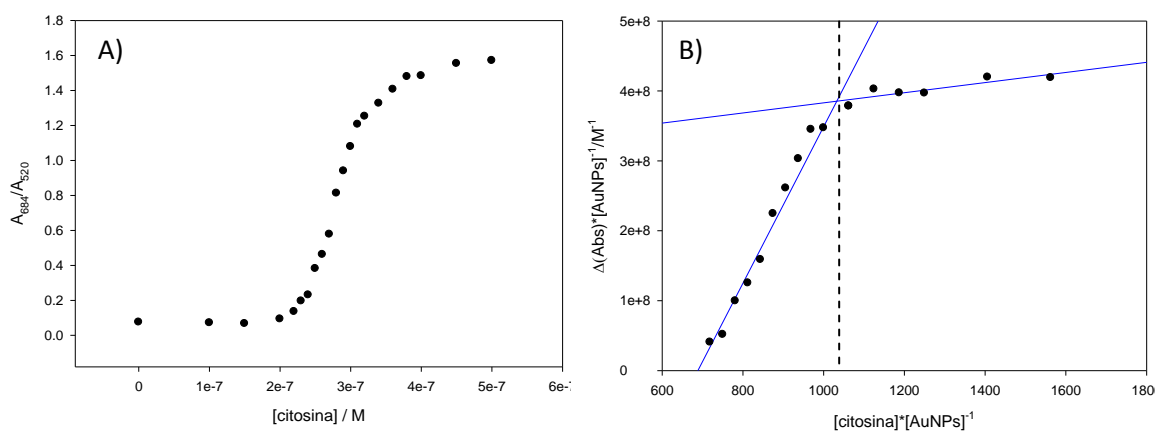 A)
1.8
1.6
1.4
1.2
1.0
0.8
0.6
0.4
0.2
0.0
A684/A520
0 1e-7 2e-7 3e-7 4e-7 5e-7 6e-
[citosina] / M
B)
5e+8
4e+8
3e+8
2e+8
1e+8
0
Δ(Abs)*[AuNPs]-1/M-1
600 800 1000 1200 1400 1600 1800
[citosina]*[AuNPs]-1